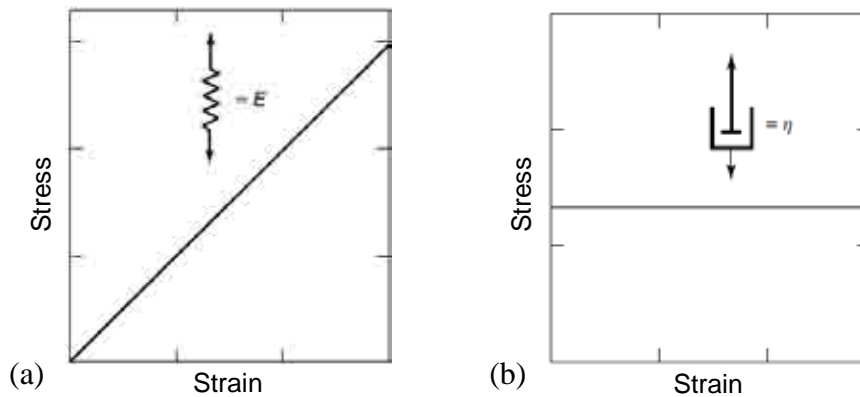 Stress
= E
(a)
Strain
Stress
= η
(b)
Strain